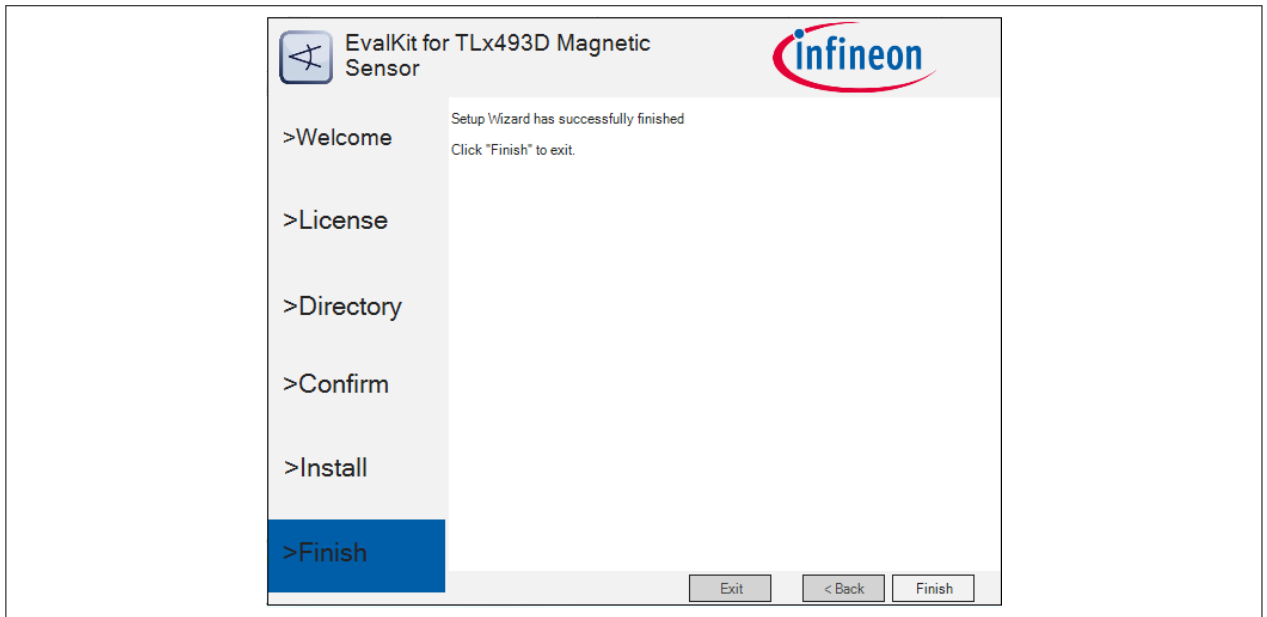 EvalKit for TLx493D Magnetic
Sensor
infineon
>Welcome
Setup Wizard has successfully finished
Click "Finish" to exit.
>License
>Directory
>Confirm
>Install
>Finish
Exit
< Back
Finish